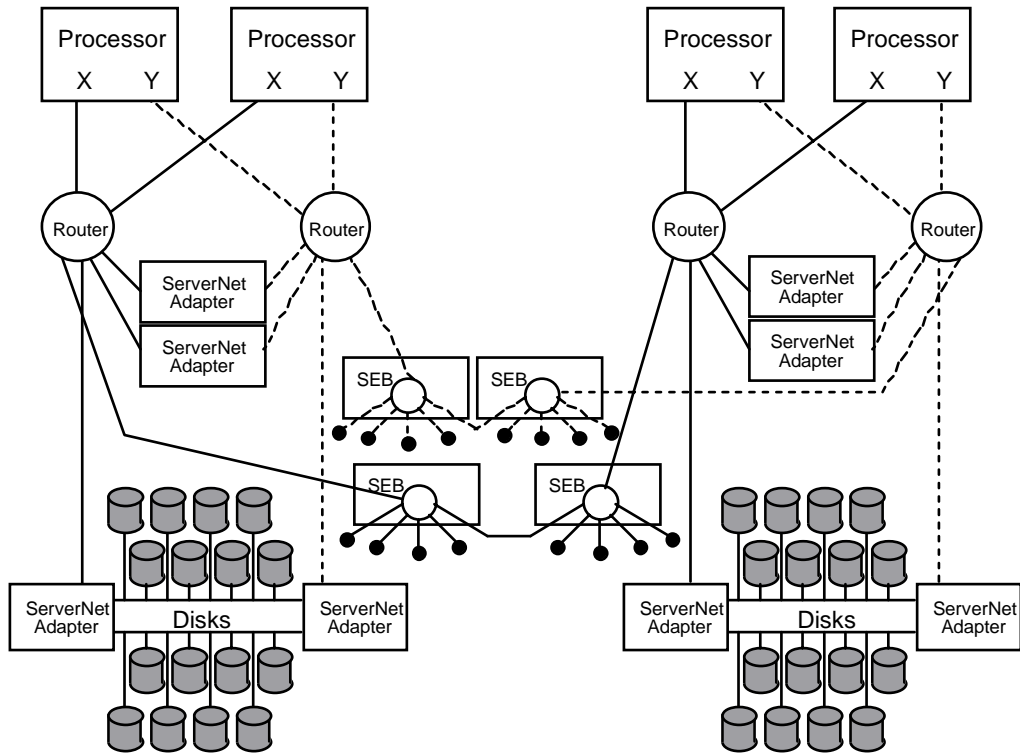 Processor
X Y
Processor
X Y
Processor
X Y
Processor
X Y
Router
Router
Router
Router
ServerNet
Adapter
ServerNet
Adapter
ServerNet
Adapter
ServerNet
Adapter
SEB
SEB
SEB
SEB
ServerNet
Adapter
Disks
ServerNet
Adapter
ServerNet
Adapter
Disks
ServerNet
Adapter